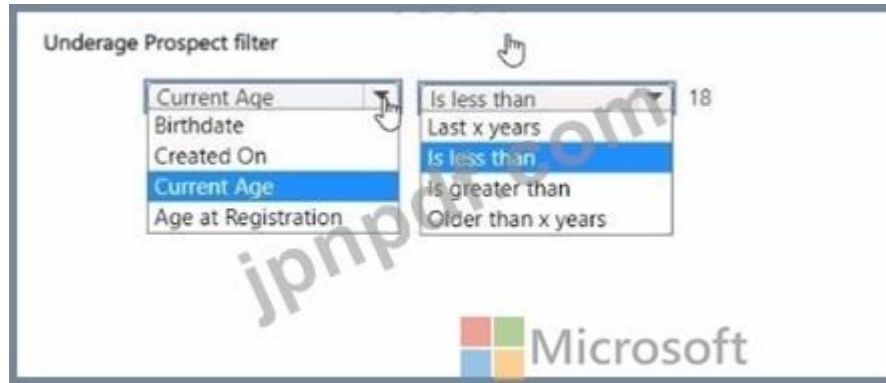 Underage Prospect filter
Current Age Is less than 18
Birthdate Last x years
Created On Is less than
Current Age Is greater than
Age at Registration Older than x years
jpnpdf.com
Microsoft